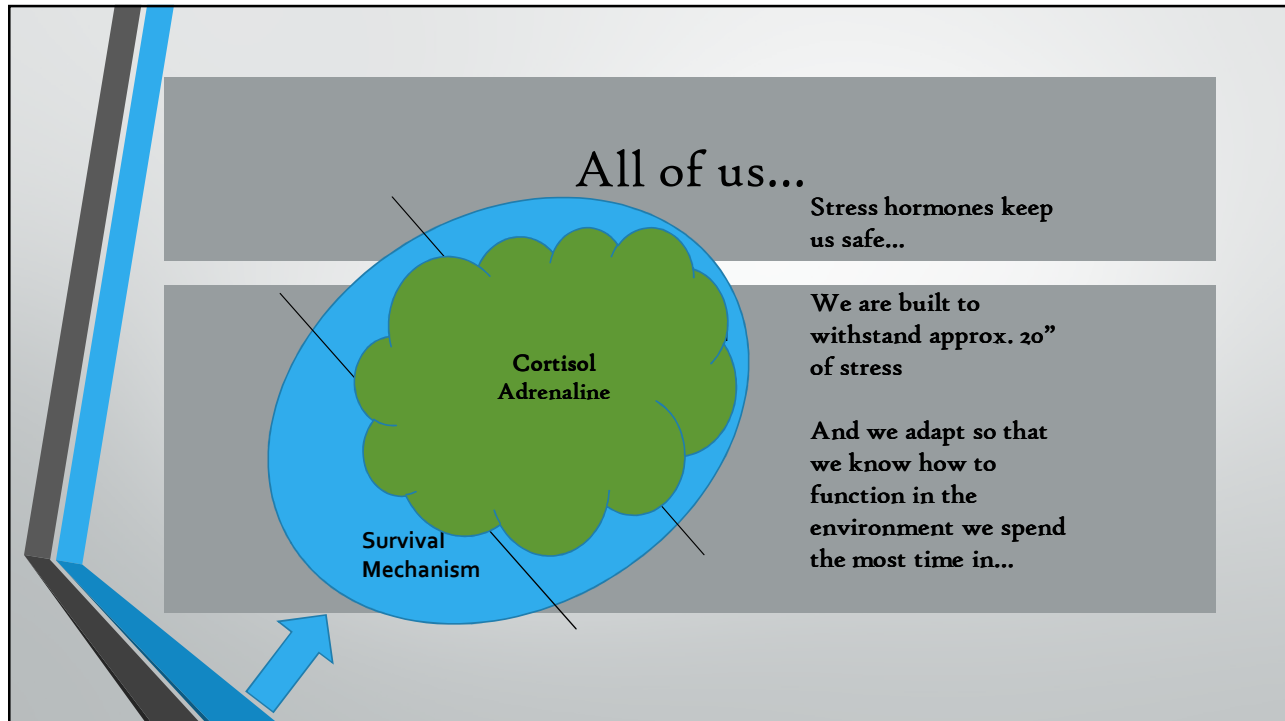 All of us...
Stress hormones keep
us safe...
We are built to
withstand approx. 20”
of stress
And we adapt so that
we know how to
function in the
environment we spend
the most time in...
Cortisol
Adrenaline
Survival
Mechanism